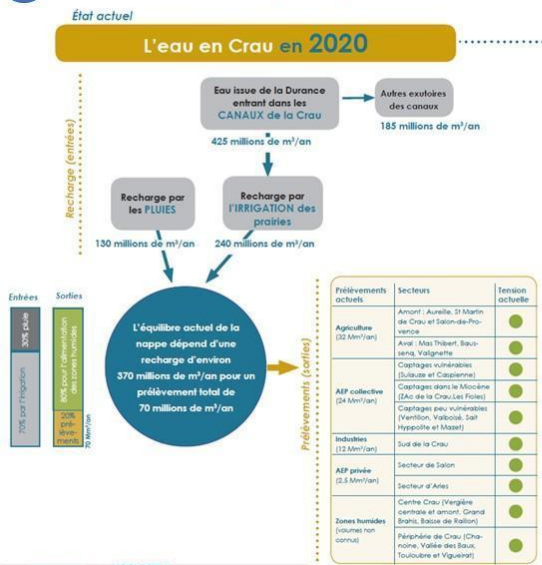 État actuel
L'eau en Crau en 2020
Recharge (entrées)
Eau issue de la Durance
entrant dans les
CANAUX de la Crau
Autres exutoires
des canaux
185 millions de m³/an
425 millions de m³/an
Recharge par
les PLUIES
Recharge par
l'IRRIGATION des
prairies
130 millions de m³/an
240 millions de m³/an
L'équilibre actuel de la
nappe dépend d'une
recharge d'environ
370 millions de m³/an pour un
prélèvement total de
70 millions de m³/an
Entrées
Sorties
30% pluie
70% par l'irrigation
80% pour l'alimentation
des zones humides
20%
pré-
lève-
ments
70 Mm³/an
Prélèvements (sorties)
Prélèvements
actuels
Secteurs
Tension
actuelle
Agriculture
(32 Mm³/an)
Amont : Aureille, St Martin
de Crau et Salon-de-Pro-
vence
Aval : Mas Thibert, Baus-
senq, Valignette
AEP collective
(24 Mm³/an)
Captages vulnérables
(Sulauze et Caspienne)
Captages dans le Miocène
(ZAc de la Crau,Les Fioles)
Captages peu vulnérables
(Ventillon, Valboisé, Sait
Hyppolite et Mazet)
Industries
(12 Mm³/an)
Sud de la Crau
AEP privée
(2,5 Mm³/an)
Secteur de Salon
Secteur d'Arles
Zones humides
(volumes non
connus)
Centre Crau (Vergière
centrale et amont, Grand
Brahis, Baisse de Raillon)
Périphérie de Crau (Cha-
noine, Vallée des Baux,
Touloubre et Vigueirat)